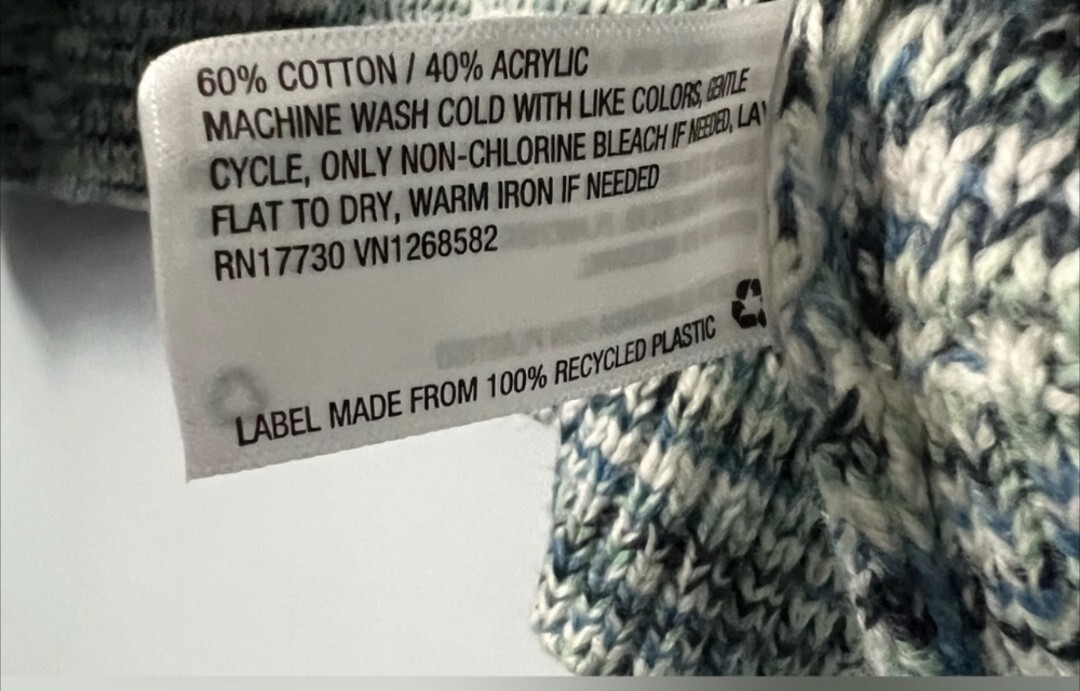 60% COTTON / 40% ACRYLIC
MACHINE WASH COLD WITH LIKE COLORS, GENTLE
CYCLE, ONLY NON-CHLORINE BLEACH IF NEEDED, LAY
FLAT TO DRY, WARM IRON IF NEEDED
RN17730 VN1268582
LABEL MADE FROM 100% RECYCLED PLASTIC